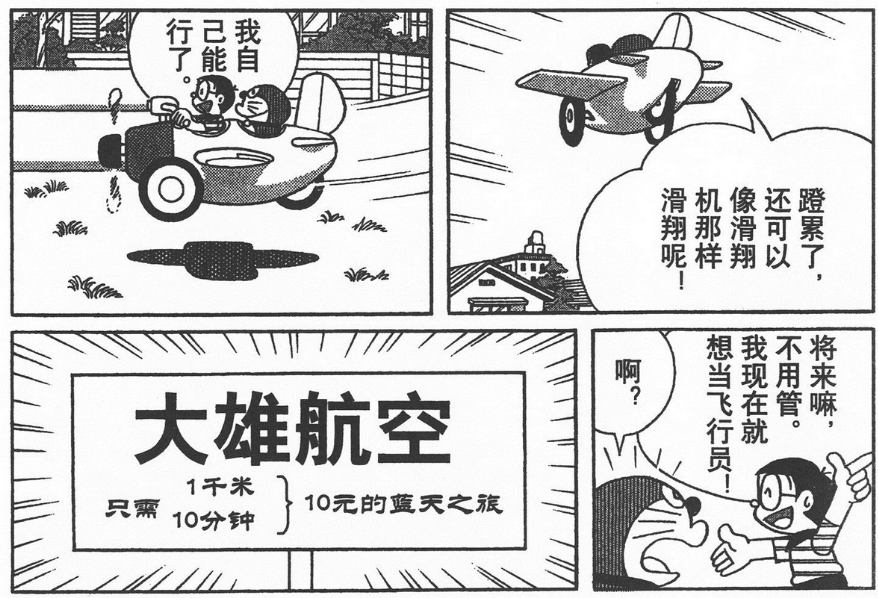 蹬累了，
还可以
像滑翔
机那样
滑翔呢！
我自
己能
行了。
将来嘛，
不用管。
我现在就
想当飞行员！
啊？
大雄航空
只需
1千米
10分钟
10元的蓝天之旅